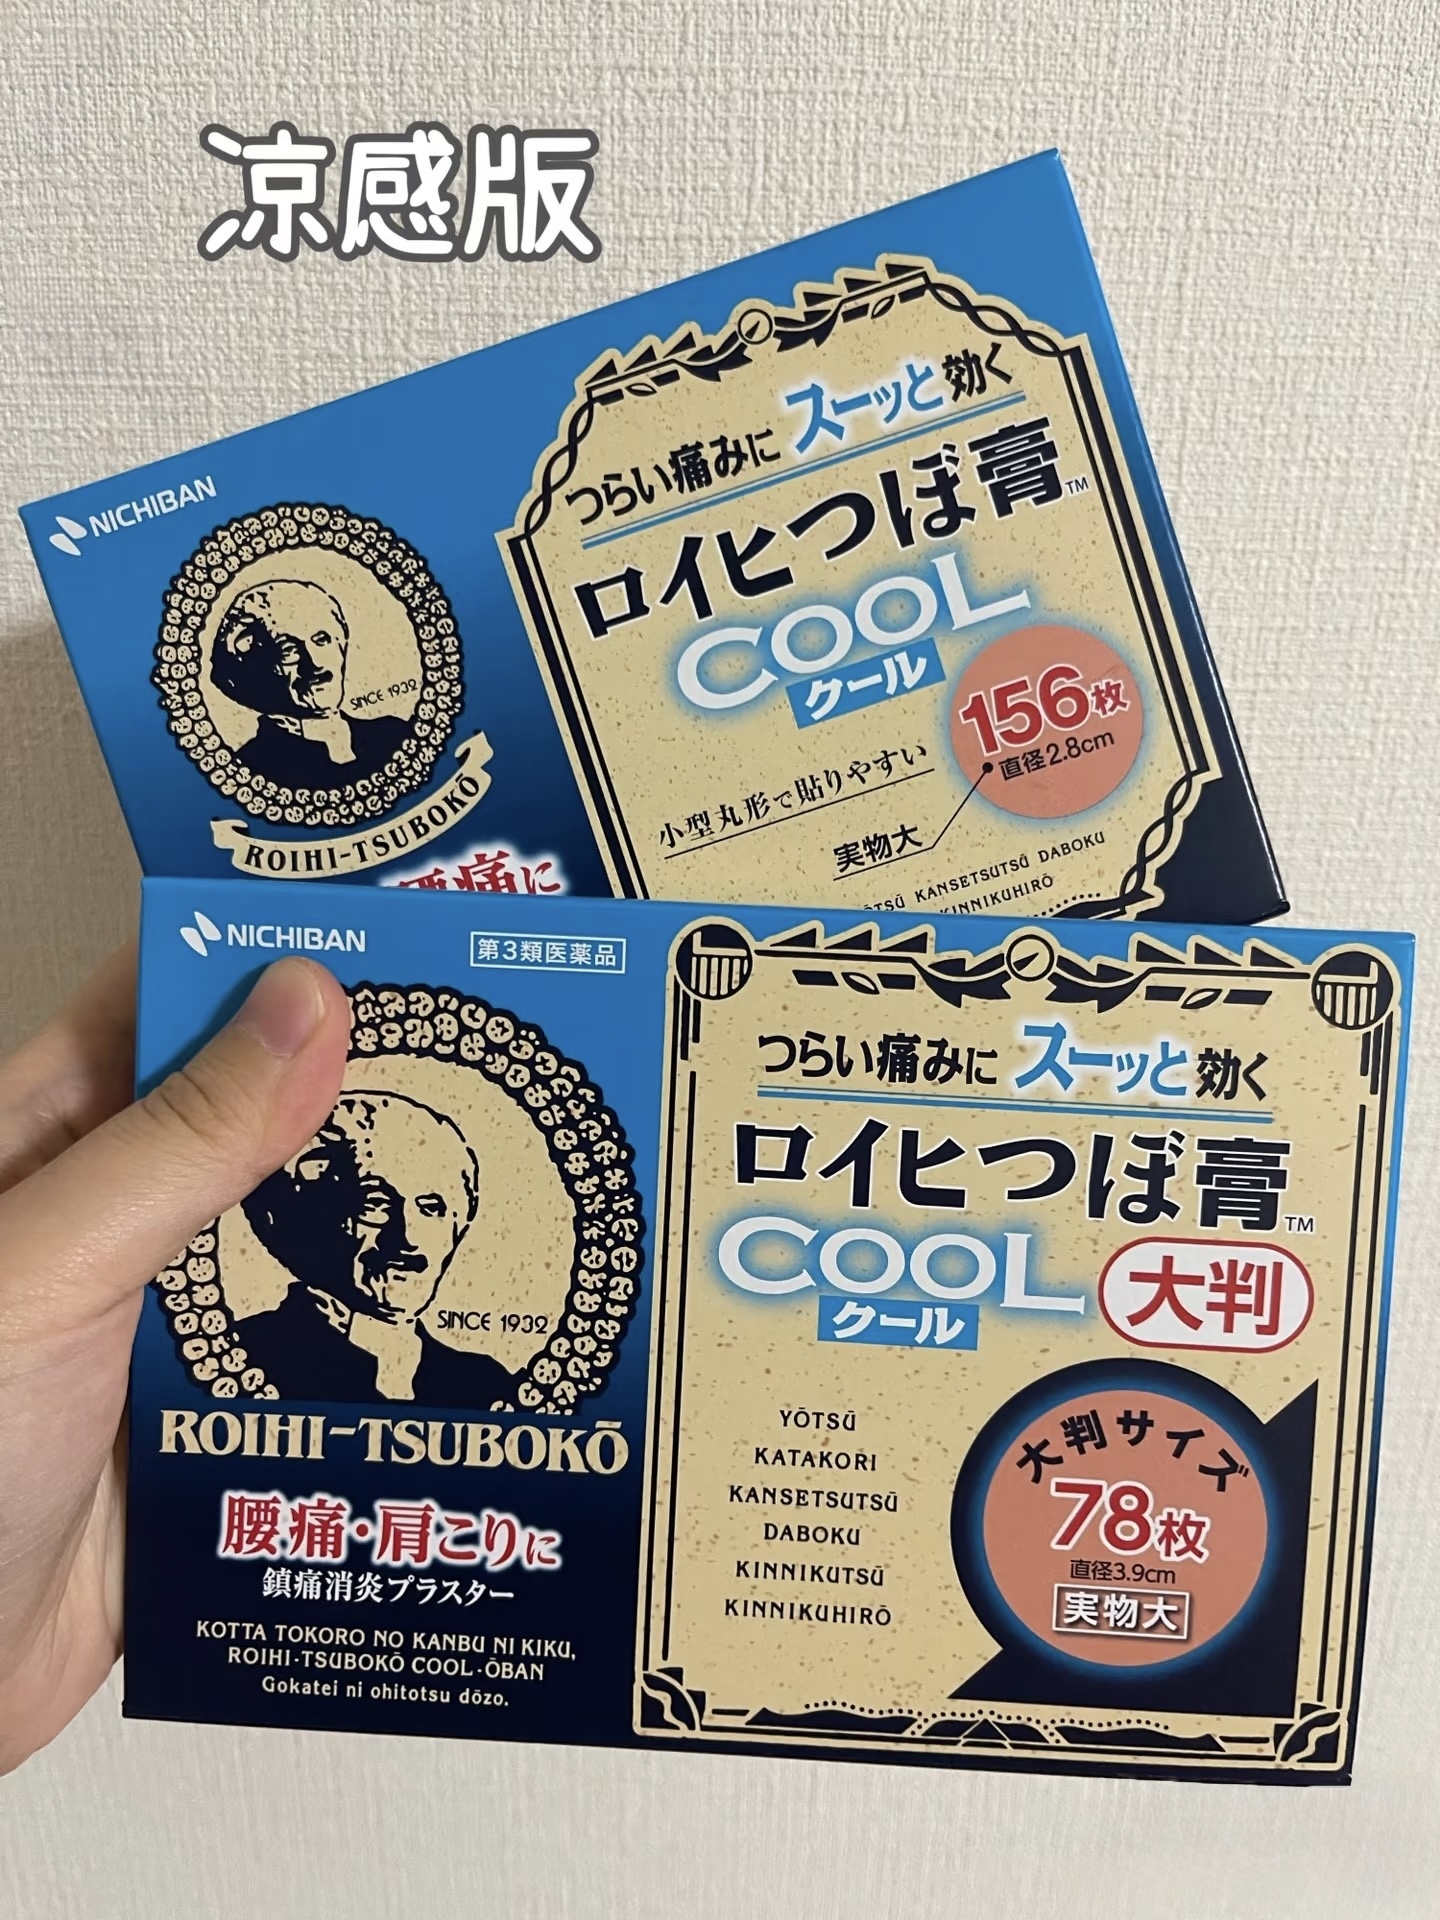 涼感版
NICHIBAN
SINCE 1932
ROIHI-TSUBOKŌ
つらい痛みに スーッと効く
ロイヒつぼ膏™
COOL
クール
156枚
直径2.8cm
小型丸形で貼りやすい
実物大
KANSETSUTSŪ DABOKU
KINNIKUHIRŌ
腰痛に
NICHIBAN
第3類医薬品
SINCE 1932
ROIHI-TSUBOKŌ
腰痛・肩こりに
鎮痛消炎プラスター
KOTTA TOKORO NO KANBU NI KIKU,
ROIHI-TSUBOKŌ COOL-ŌBAN
Gokatei ni ohitotsu dōzo.
つらい痛みに スーッと効く
ロイヒつぼ膏™
COOL 大判
クール
YŌTSŪ
KATAKORI
KANSETSUTSŪ
DABOKU
KINNIKUTSŪ
KINNIKUHIRŌ
大判サイズ
78枚
直径3.9cm
実物大